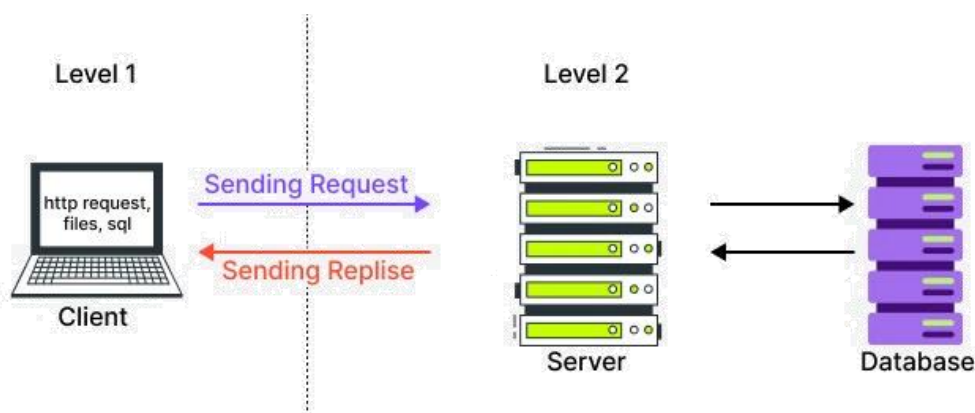 Level 1
Level 2
http request,
files, sql
Sending Request
Sending Replise
Client
Server
Database